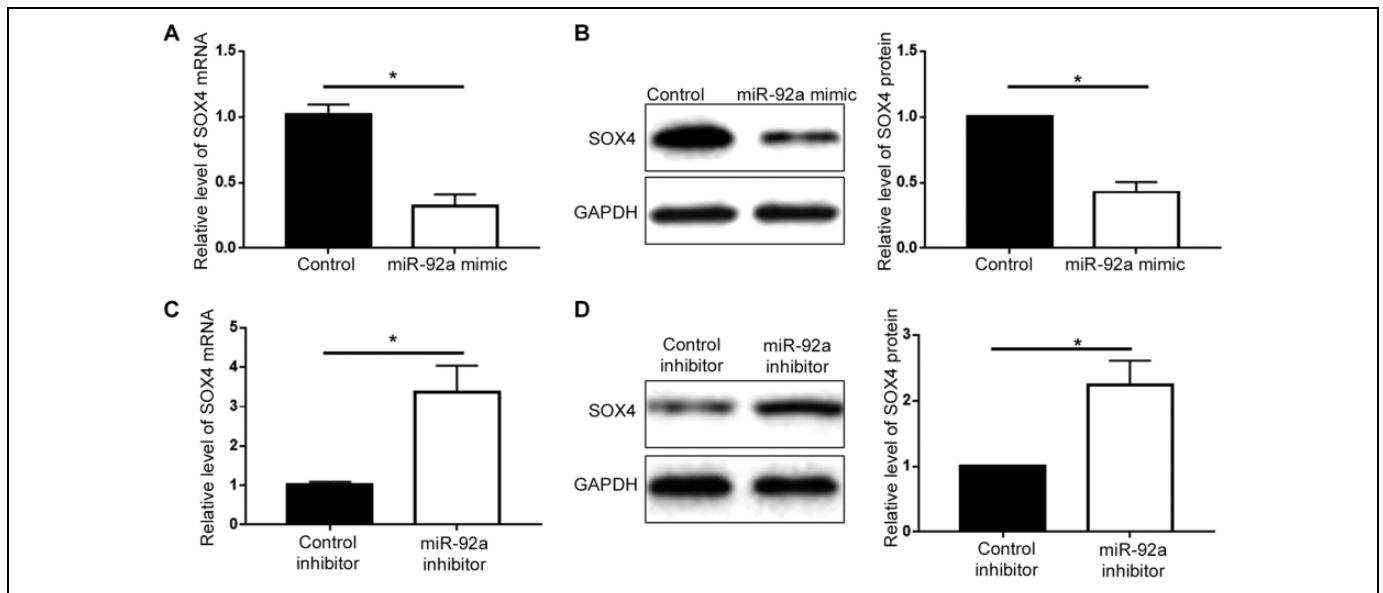 A
Relative level of SOX4 mRNA
1.5
1.0
0.5
0.0
*
Control
miR-92a mimic
B
Control
miR-92a mimic
SOX4
GAPDH
Relative level of SOX4 protein
1.5
1.0
0.5
0.0
*
Control
miR-92a mimic
C
Relative level of SOX4 mRNA
5
4
3
2
1
0
*
Control
inhibitor
miR-92a
inhibitor
D
Control
inhibitor
miR-92a
inhibitor
SOX4
GAPDH
Relative level of SOX4 protein
3
2
1
0
*
Control
inhibitor
miR-92a
inhibitor